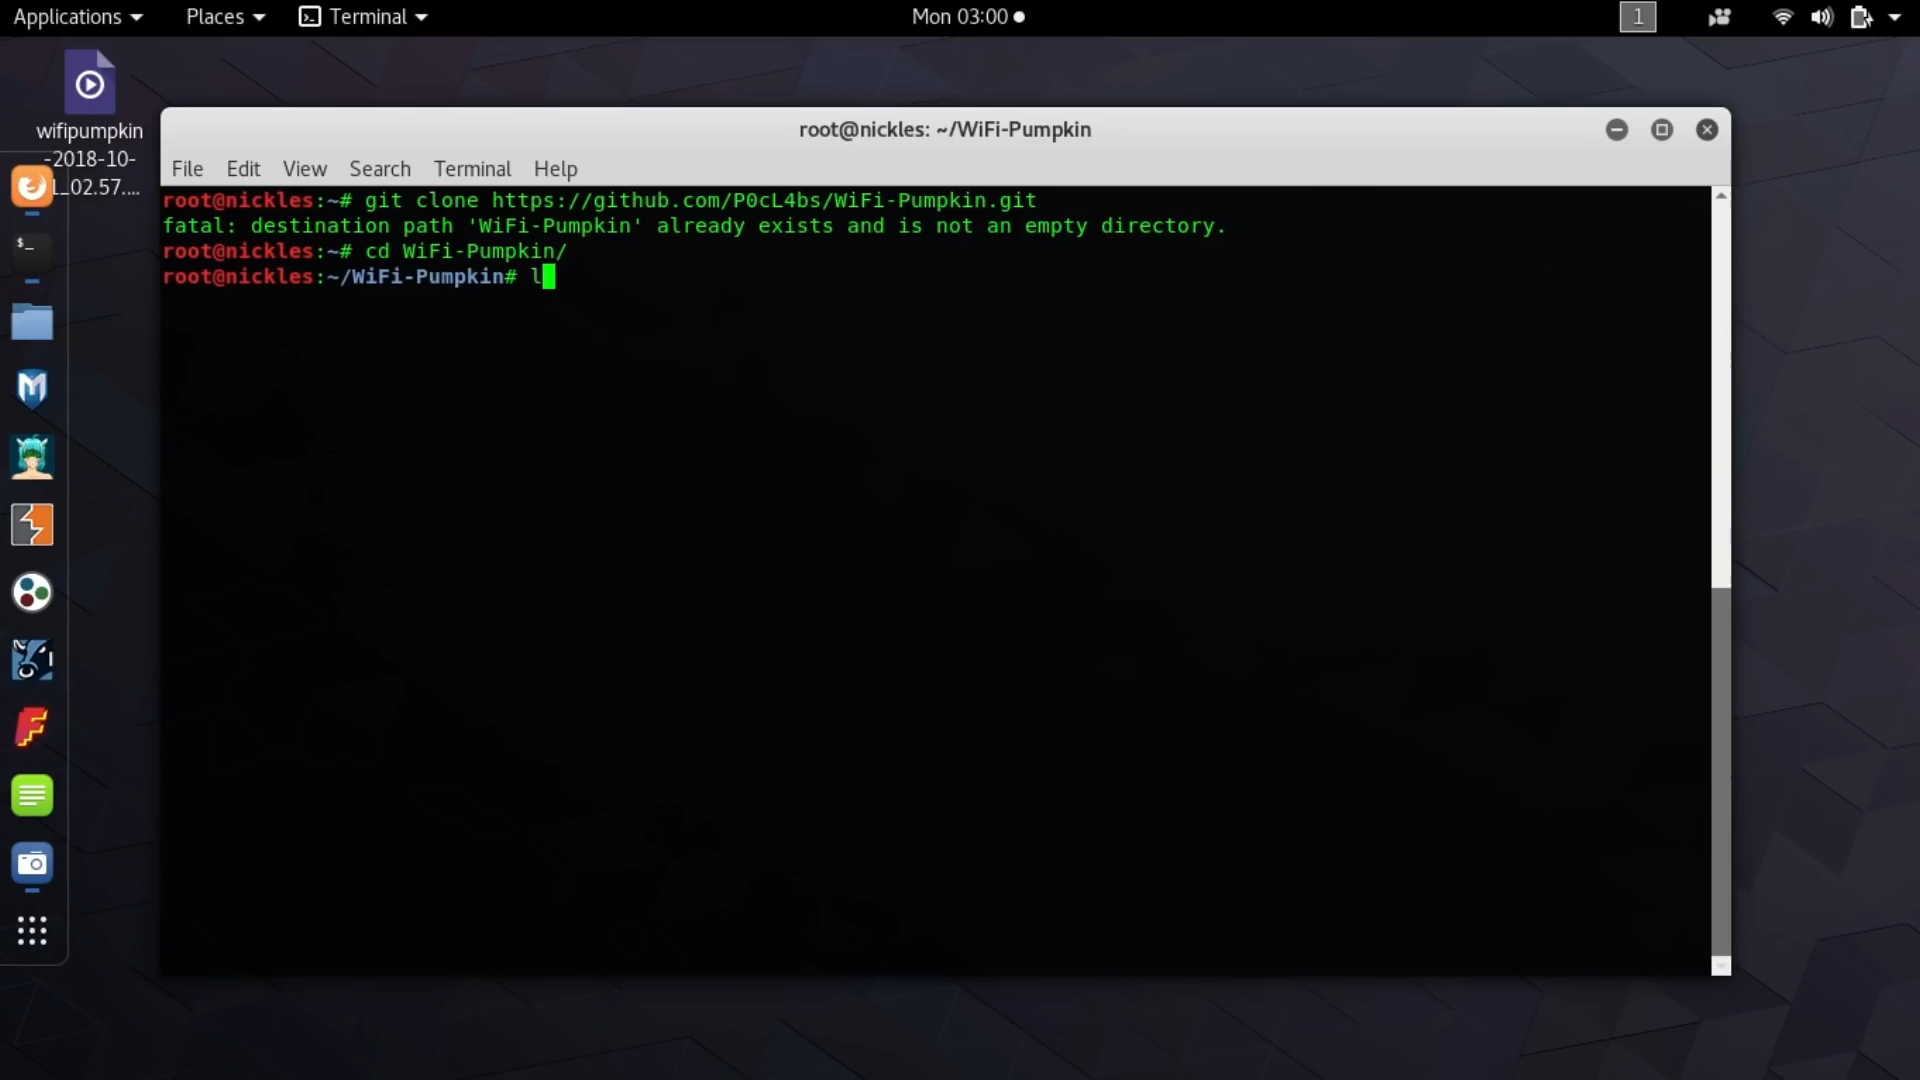 Applications Places Terminal Mon 03:00 1
wifipumpkin
-2018-10-
1_02.57....
root@nickles: ~/WiFi-Pumpkin
File Edit View Search Terminal Help
root@nickles:~# git clone https://github.com/P0cL4bs/WiFi-Pumpkin.git
fatal: destination path 'WiFi-Pumpkin' already exists and is not an empty directory.
root@nickles:~# cd WiFi-Pumpkin/
root@nickles:~/WiFi-Pumpkin# l